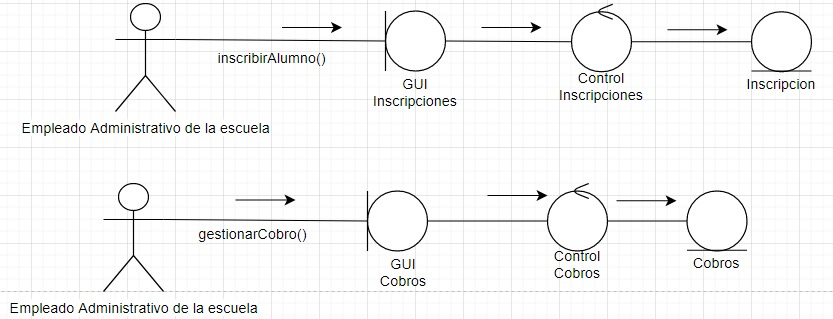 inscribirAlumno()
GUI
Inscripciones
Control
Inscripciones
Inscripcion
Empleado Administrativo de la escuela
gestionarCobro()
GUI
Cobros
Control
Cobros
Cobros
Empleado Administrativo de la escuela